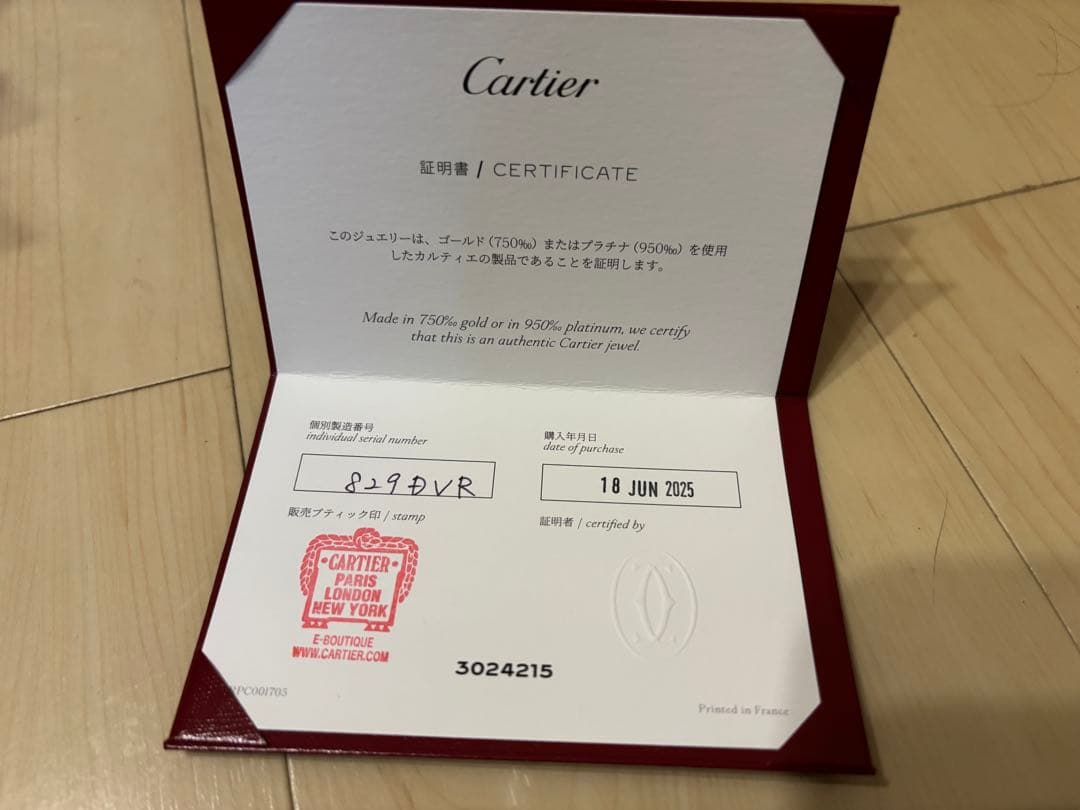 Cartier
証明書 / CERTIFICATE
このジュエリーは、ゴールド（750‰）またはプラチナ（950‰）を使用
したカルティエの製品であることを証明します。
Made in 750‰ gold or in 950‰ platinum, we certify
that this is an authentic Cartier jewel.
個別製造番号
individual serial number
829DVR
購入年月日
date of purchase
18 JUN 2025
販売ブティック印 / stamp
証明者 / certified by
CARTIER
PARIS
LONDON
NEW YORK
E-BOUTIQUE
WWW.CARTIER.COM
3024215
Printed in France